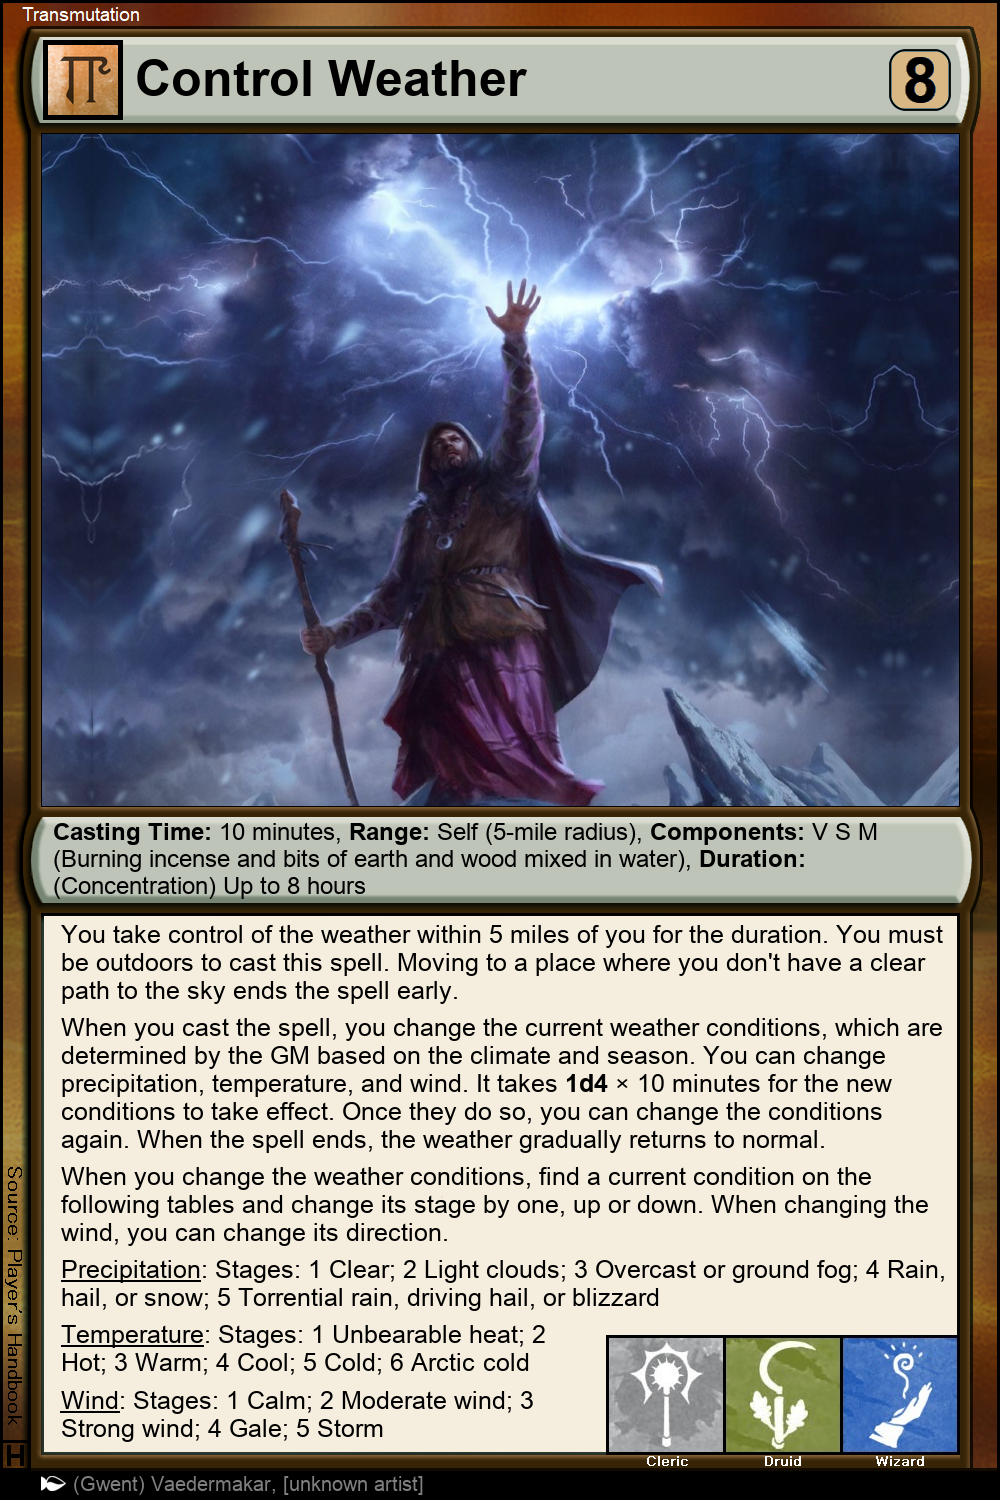 Transmutation
Control Weather
8
Casting Time: 10 minutes, Range: Self (5-mile radius), Components: V S M
(Burning incense and bits of earth and wood mixed in water), Duration:
(Concentration) Up to 8 hours
You take control of the weather within 5 miles of you for the duration. You must
be outdoors to cast this spell. Moving to a place where you don't have a clear
path to the sky ends the spell early.
When you cast the spell, you change the current weather conditions, which are
determined by the GM based on the climate and season. You can change
precipitation, temperature, and wind. It takes 1d4 × 10 minutes for the new
conditions to take effect. Once they do so, you can change the conditions
again. When the spell ends, the weather gradually returns to normal.
When you change the weather conditions, find a current condition on the
following tables and change its stage by one, up or down. When changing the
wind, you can change its direction.
Precipitation: Stages: 1 Clear; 2 Light clouds; 3 Overcast or ground fog; 4 Rain,
hail, or snow; 5 Torrential rain, driving hail, or blizzard
Temperature: Stages: 1 Unbearable heat; 2
Hot; 3 Warm; 4 Cool; 5 Cold; 6 Arctic cold
Wind: Stages: 1 Calm; 2 Moderate wind; 3
Strong wind; 4 Gale; 5 Storm
Cleric
Druid
Wizard
Source: Player's Handbook
H
(Gwent) Vaedermakar, [unknown artist]